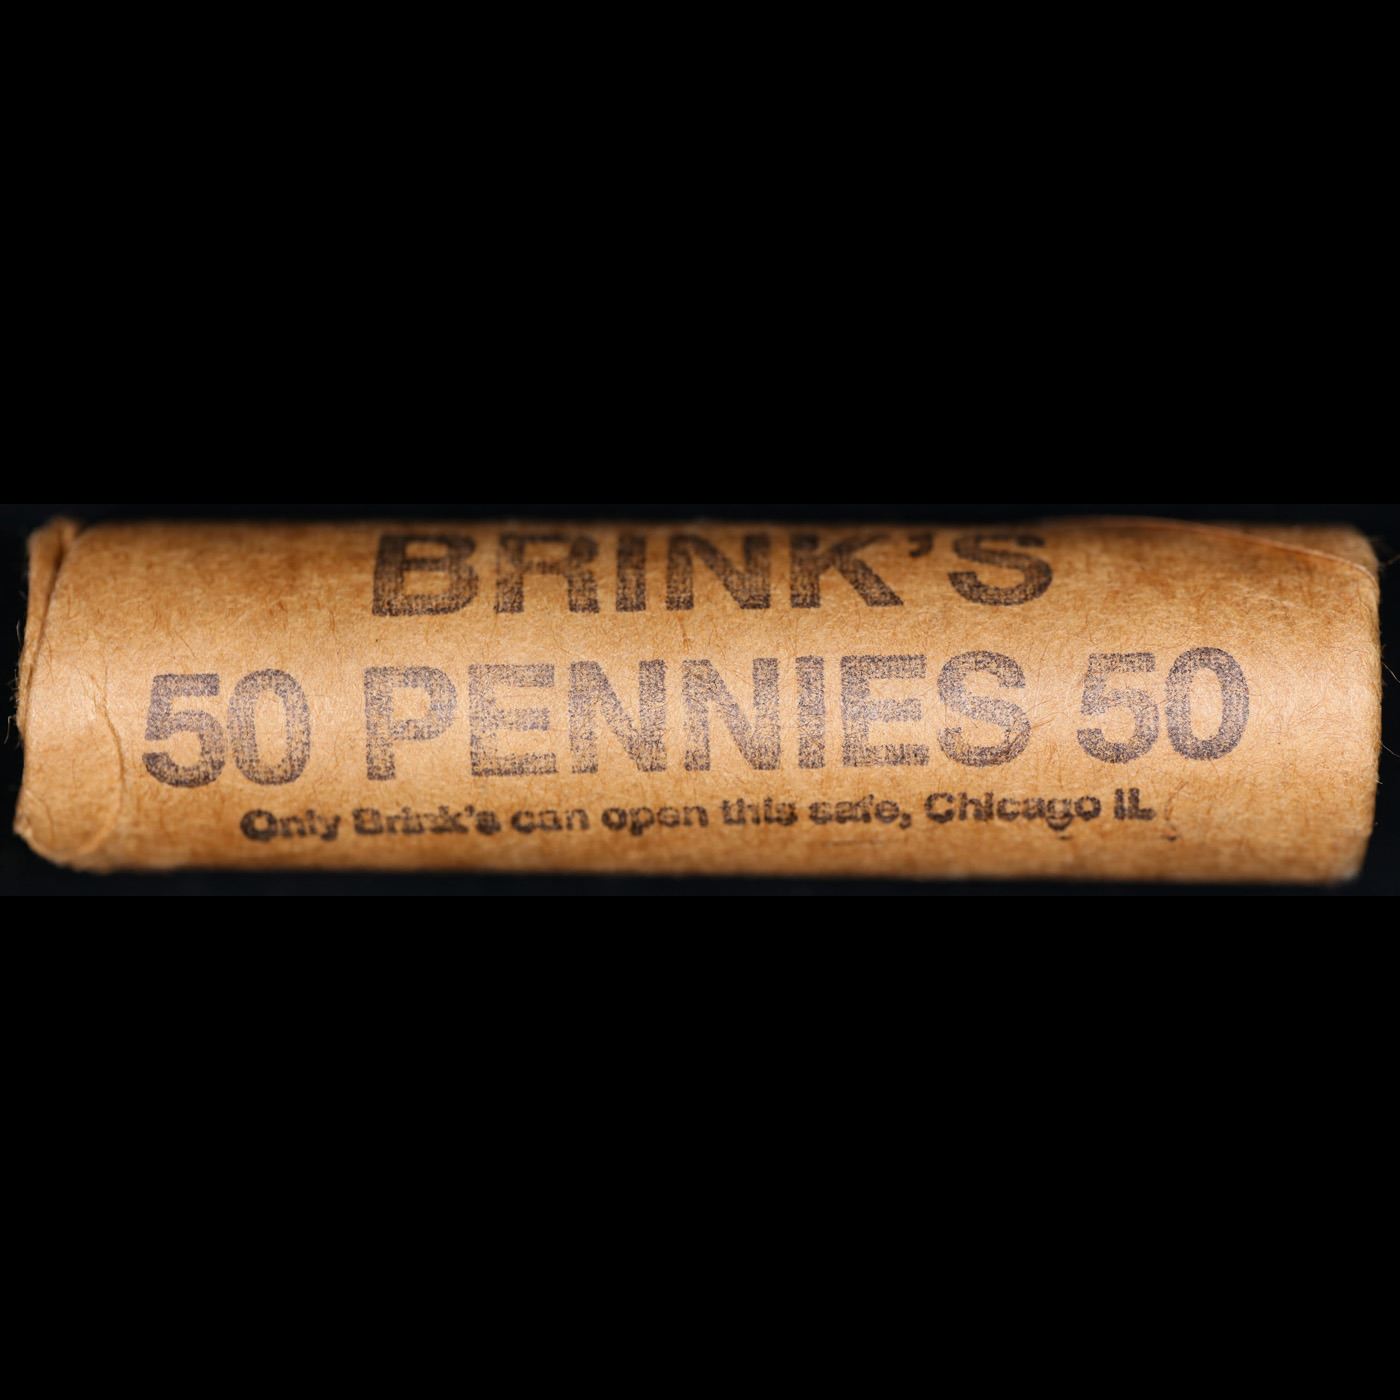 BRINK'S
50 PENNIES 50
Only Brink's can open this safe, Chicago IL